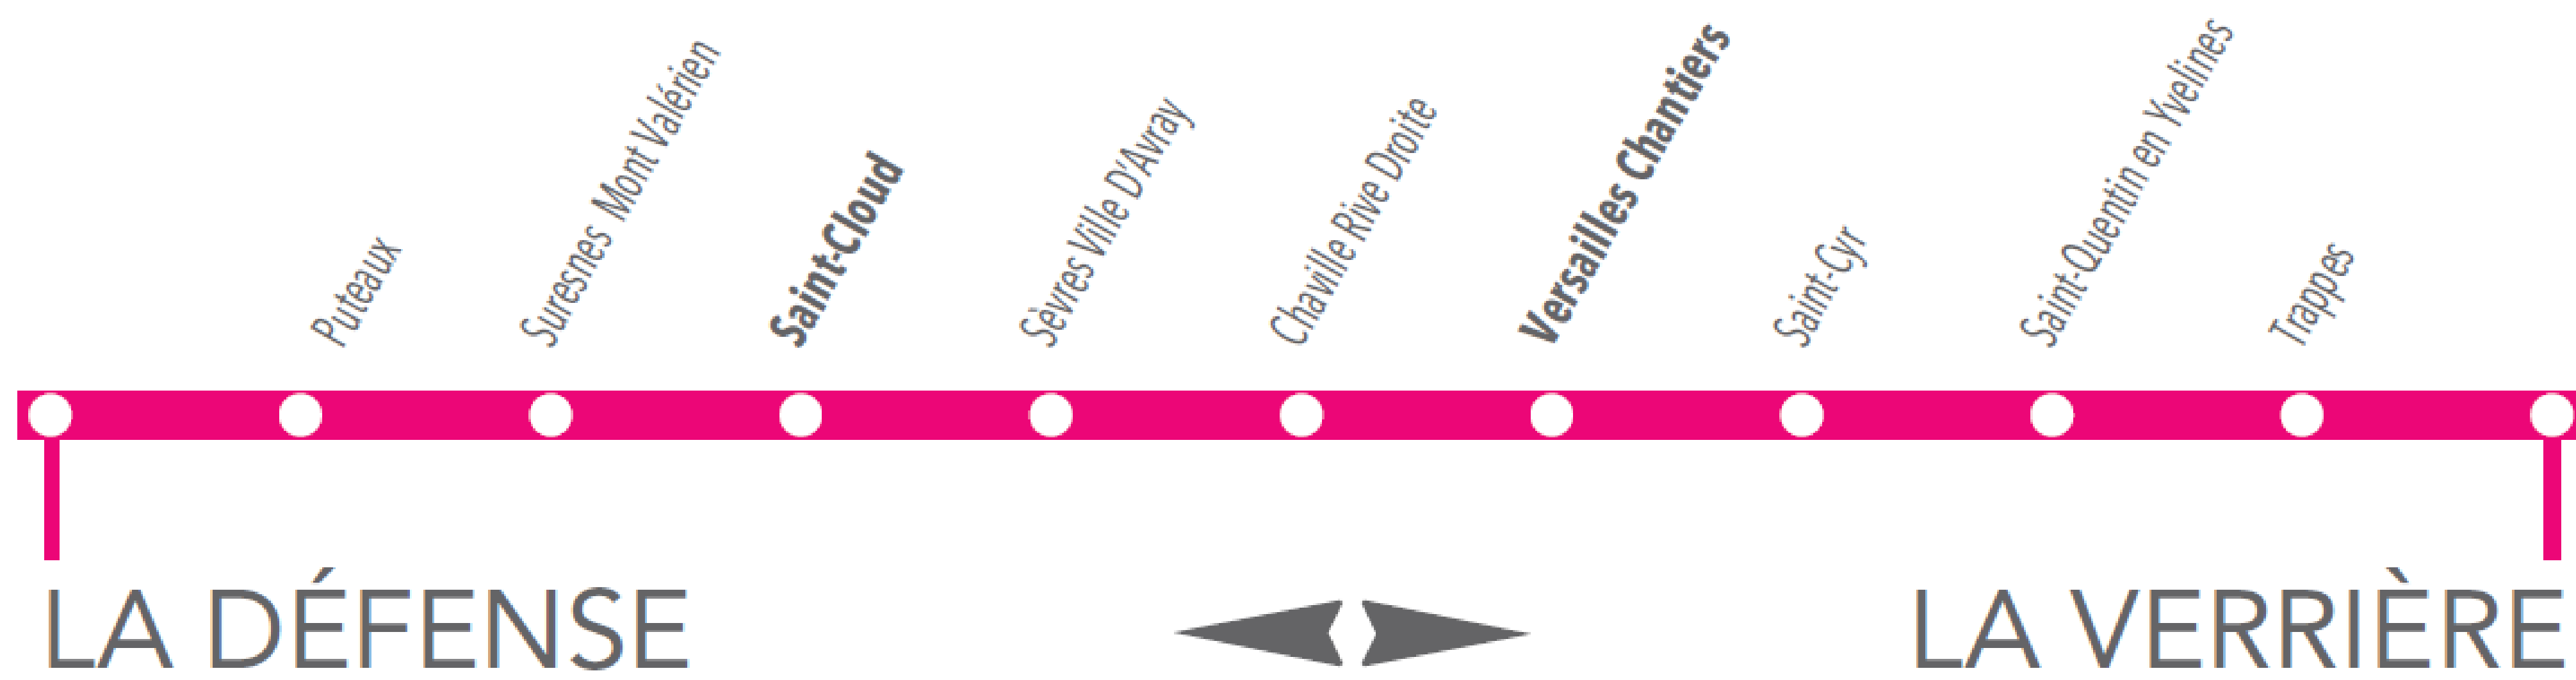 Puteaux
Suresnes Mont Valérien
Saint-Cloud
Sèvres Ville D'Avray
Chaville Rive Droite
Versailles Chantiers
Saint-Cyr
Saint-Quentin en Yvelines
Trappes
LA DÉFENSE
LA VERRIÈRE